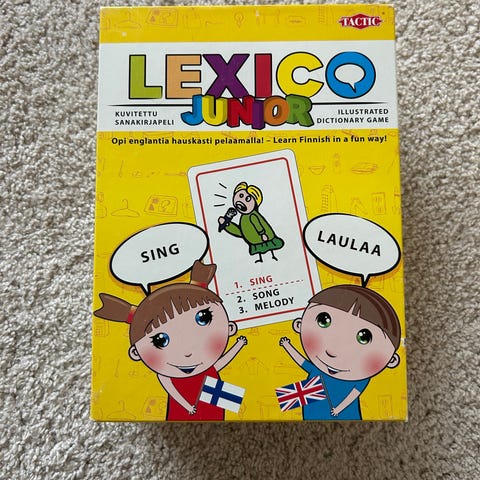 TACTIC
LEXICO
JUNIOR
KUVITETTU
SANAKIRJAPELI
ILLUSTRATED
DICTIONARY GAME
Opi englantia hauskasti pelaamalla! – Learn Finnish in a fun way!
SING
LAULAA
1. SING
2. SONG
3. MELODY